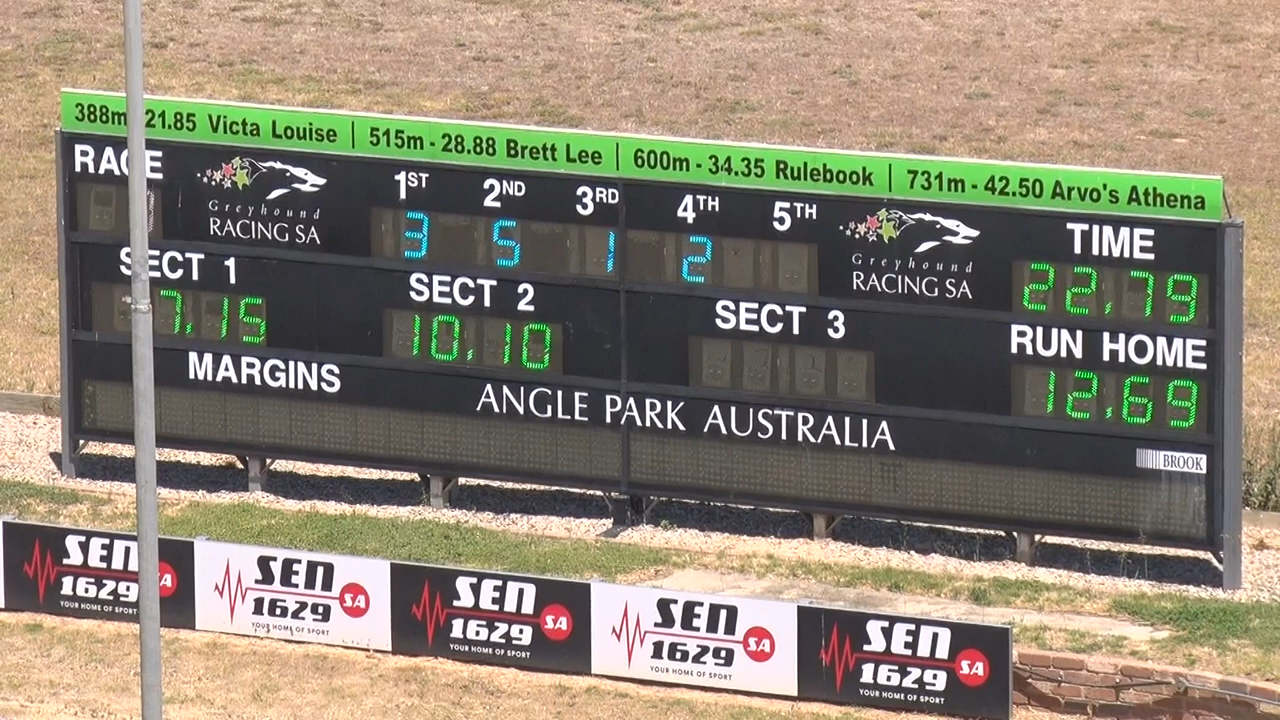 388m 21.85 Victa Louise | 515m - 28.88 Brett Lee | 600m - 34.35 Rulebook | 731m - 42.50 Arvo's Athena
RACE
Greyhound
RACING SA
1ST 2ND 3RD 4TH 5TH
3 5 1 2
Greyhound
RACING SA
TIME
22.79
SECT 1
7.15
SECT 2
10.10
SECT 3
RUN HOME
12.69
MARGINS
ANGLE PARK AUSTRALIA
BROOK
SEN
1629 SA
YOUR HOME OF SPORT
SEN
1629 SA
YOUR HOME OF SPORT
SEN
1629 SA
YOUR HOME OF SPORT
SEN
1629 SA
YOUR HOME OF SPORT
SEN
1629 SA
YOUR HOME OF SPORT